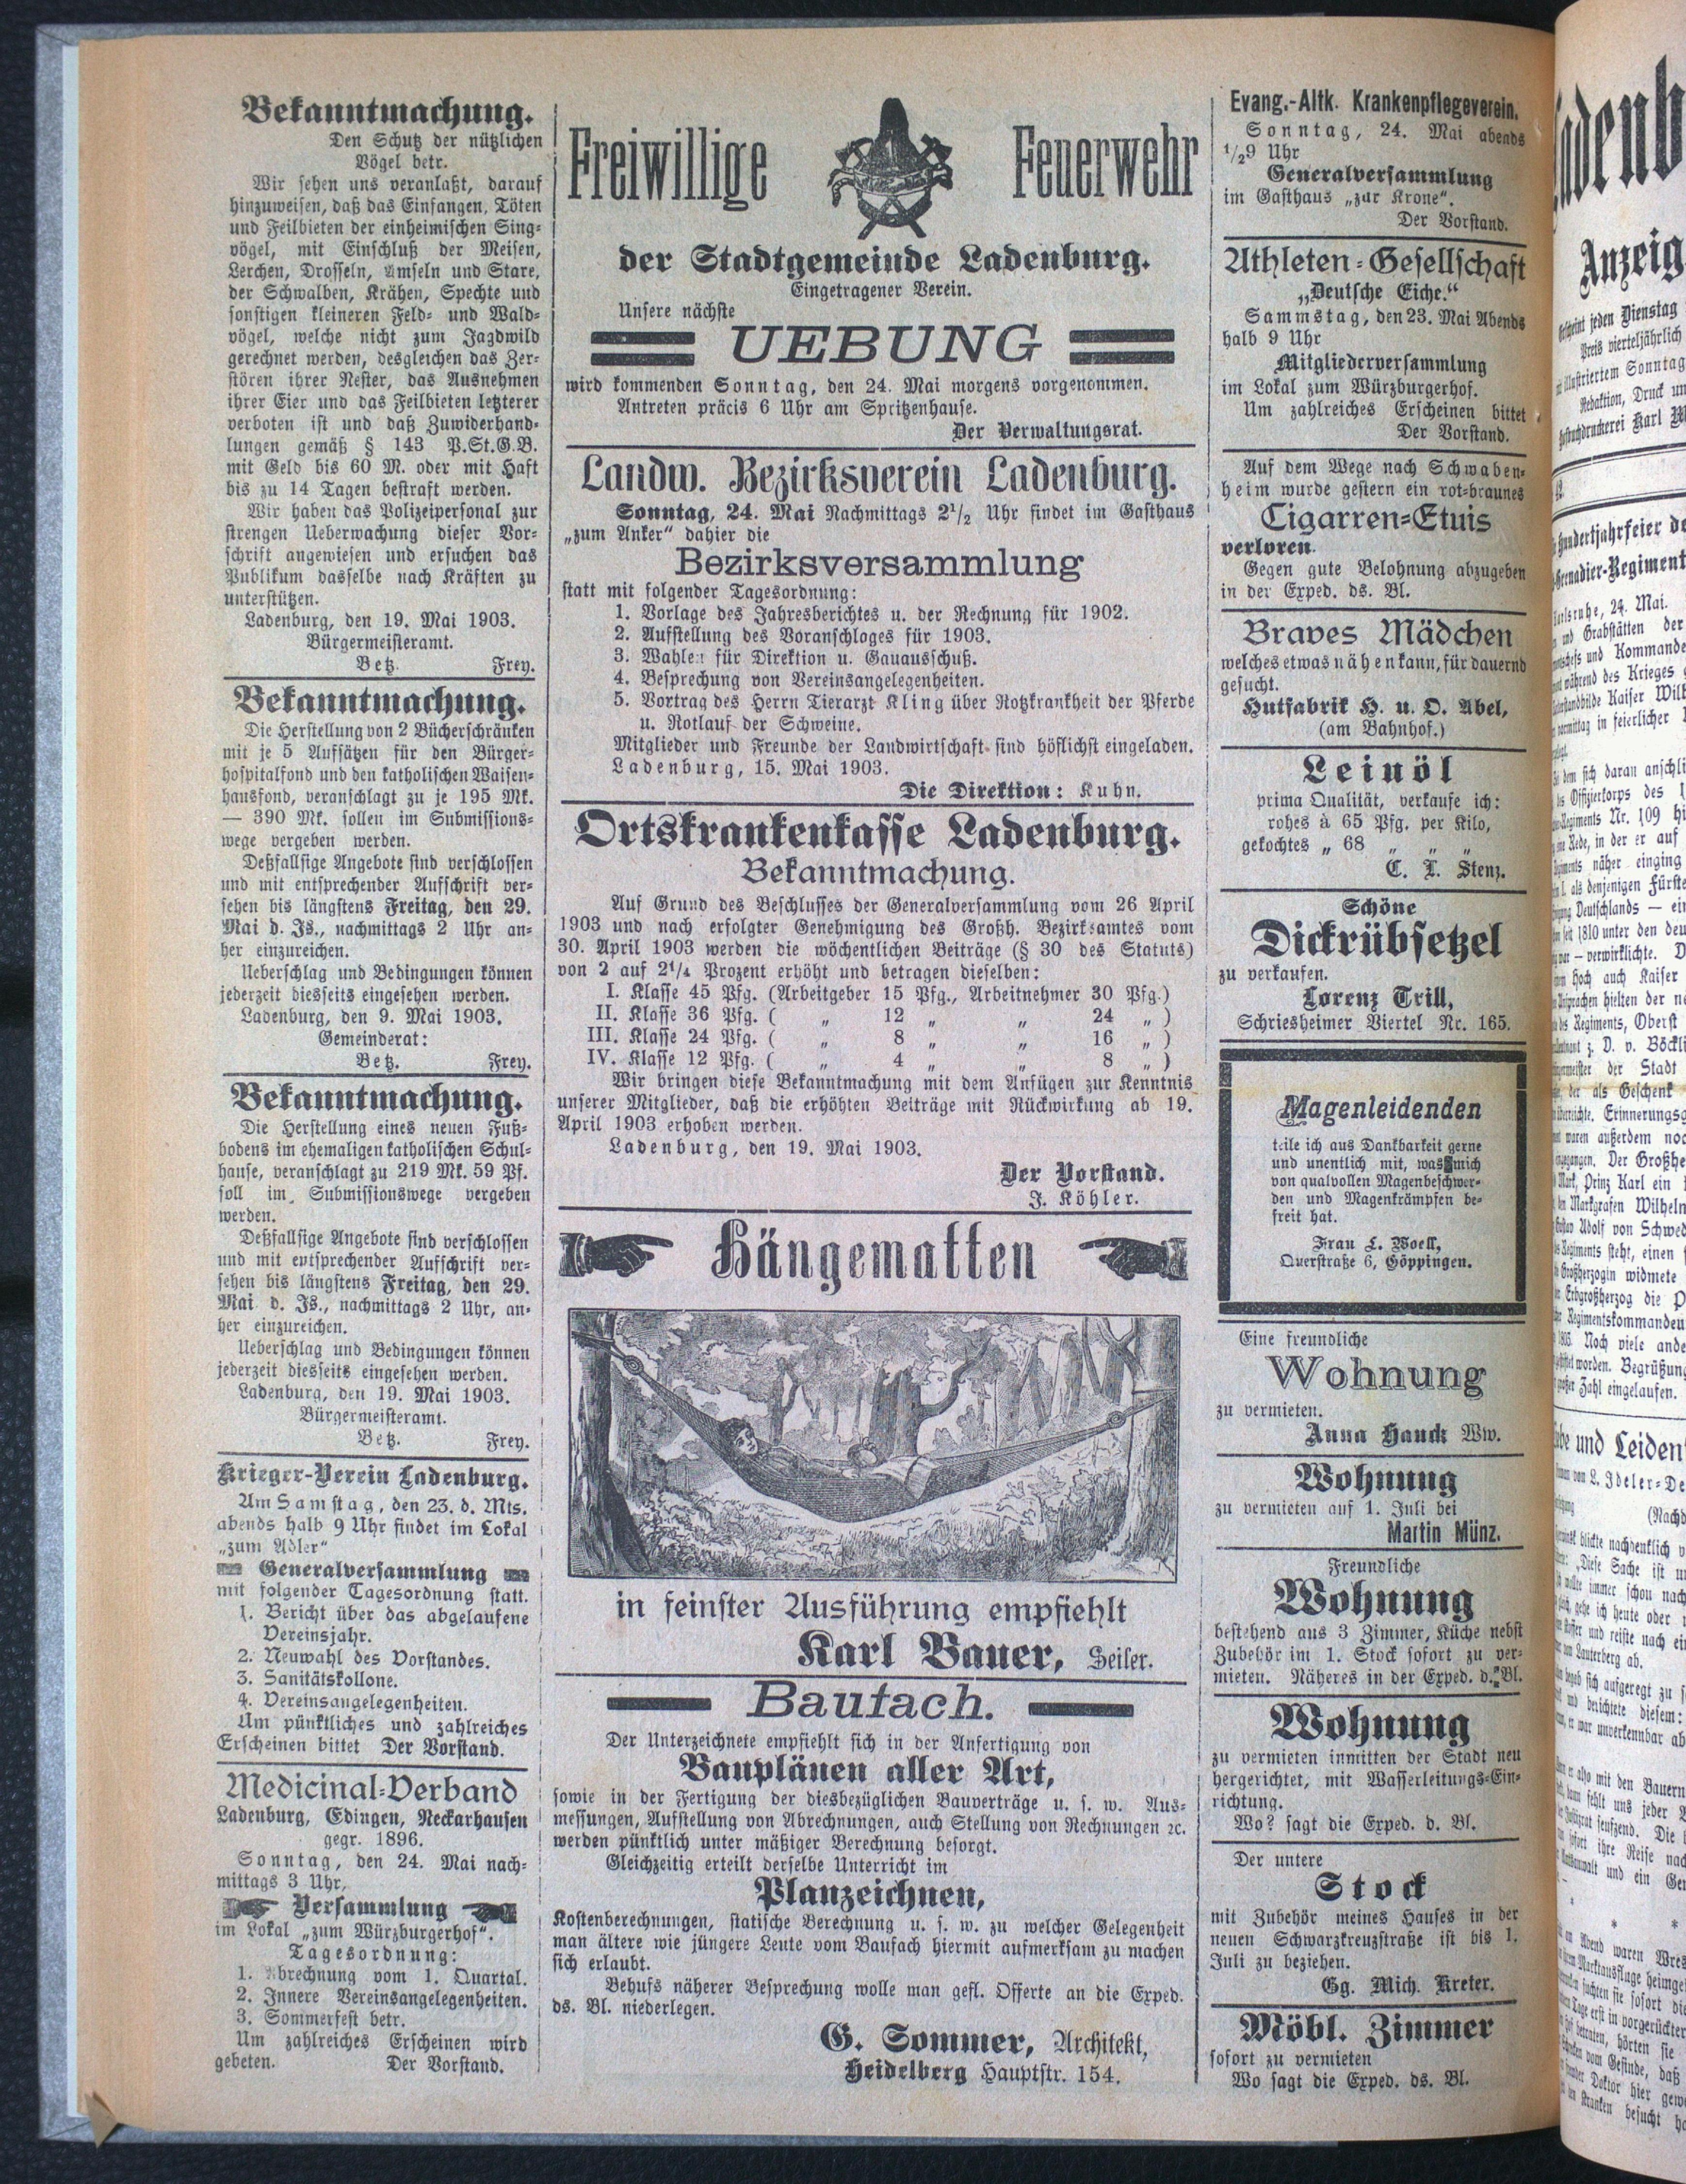 Bekanntmachung.
Den Schutz der nützlichen
Vögel betr.
Wir sehen uns veranlaßt, darauf
hinzuweisen, daß das Einfangen, Töten
und Feilbieten der einheimischen Sing-
vögel, mit Einschluß der Meisen,
Lerchen, Drosseln, Amseln und Stare,
der Schwalben, Krähen, Spechte und
sonstigen kleineren Feld- und Wald-
vögel, welche nicht zum Jagdwild
gerechnet werden, desgleichen das Zer-
stören ihrer Nester, das Ausnehmen
ihrer Eier und das Feilbieten letzterer
verboten ist und daß Zuwiderhand-
lungen gemäß § 143 P.St.G.B.
mit Geld bis 60 M. oder mit Haft
bis zu 14 Tagen bestraft werden.
Wir haben das Polizeipersonal zur
strengen Ueberwachung dieser Vor-
schrift angewiesen und ersuchen das
Publikum dasselbe nach Kräften zu
unterstützen.
Ladenburg, den 19. Mai 1903.
Bürgermeisteramt.
Betz. Frey.
Bekanntmachung.
Die Herstellung von 2 Bücherschränken
mit je 5 Aufsätzen für den Bürger-
hospitalfond und den katholischen Waisen-
hausfond, veranschlagt zu je 195 Mk.
— 390 Mk. sollen im Submissions-
wege vergeben werden.
Deßfallsige Angebote sind verschlossen
und mit entsprechender Aufschrift ver-
sehen bis längstens Freitag, den 29.
Mai d. Js., nachmittags 2 Uhr an-
her einzureichen.
Ueberschlag und Bedingungen können
jederzeit diesseits eingesehen werden.
Ladenburg, den 9. Mai 1903.
Gemeinderat:
Betz. Frey.
Bekanntmachung.
Die Herstellung eines neuen Fuß-
bodens im ehemaligen katholischen Schul-
hause, veranschlagt zu 219 Mk. 59 Pf.
soll im Submissionswege vergeben
werden.
Deßfallsige Angebote sind verschlossen
und mit entsprechender Aufschrift ver-
sehen bis längstens Freitag, den 29.
Mai d. Js., nachmittags 2 Uhr, an-
her einzureichen.
Ueberschlag und Bedingungen können
jederzeit diesseits eingesehen werden.
Ladenburg, den 19. Mai 1903.
Bürgermeisteramt.
Betz. Frey.
Krieger-Verein Ladenburg.
Am Samstag, den 23. d. Mts.
abends halb 9 Uhr findet im Lokal
„zum Adler“
Generalversammlung
mit folgender Tagesordnung statt.
1. Bericht über das abgelaufene
Vereinsjahr.
2. Neuwahl des Vorstandes.
3. Sanitätskollone.
4. Vereinsangelegenheiten.
Um pünktliches und zahlreiches
Erscheinen bittet Der Vorstand.
Medicinal-Verband
Ladenburg, Edingen, Neckarhausen
gegr. 1896.
Sonntag, den 24. Mai nach-
mittags 3 Uhr,
Versammlung
im Lokal „zum Würzburgerhof“.
Tagesordnung:
1. Abrechnung vom 1. Quartal.
2. Innere Vereinsangelegenheiten.
3. Sommerfest betr.
Um zahlreiches Erscheinen wird
gebeten. Der Vorstand.
Freiwillige Feuerwehr
der Stadtgemeinde Ladenburg.
Eingetragener Verein.
Unsere nächste
UEBUNG
wird kommenden Sonntag, den 24. Mai morgens vorgenommen.
Antreten präcis 6 Uhr am Spritzenhause.
Der Verwaltungsrat.
Landw. Bezirksverein Ladenburg.
Sonntag, 24. Mai Nachmittags 2½ Uhr findet im Gasthaus
„zum Anker“ dahier die
Bezirksversammlung
statt mit folgender Tagesordnung:
1. Vorlage des Jahresberichtes u. der Rechnung für 1902.
2. Aufstellung des Voranschloges für 1903.
3. Wahlen für Direktion u. Gauausschuß.
4. Besprechung von Vereinsangelegenheiten.
5. Vortrag des Herrn Tierarzt Kling über Rotzkrankheit der Pferde
u. Rotlauf der Schweine.
Mitglieder und Freunde der Landwirtschaft sind höflichst eingeladen.
Ladenburg, 15. Mai 1903.
Die Direktion: Kuhn.
Ortskrankenkasse Ladenburg.
Bekanntmachung.
Auf Grund des Beschlusses der Generalversammlung vom 26 April
1903 und nach erfolgter Genehmigung des Großh. Bezirksamtes vom
30. April 1903 werden die wöchentlichen Beiträge (§ 30 des Statuts)
von 2 auf 2¼ Prozent erhöht und betragen dieselben:
I. Klasse 45 Pfg. (Arbeitgeber 15 Pfg., Arbeitnehmer 30 Pfg.)
II. Klasse 36 Pfg. ( „ 12 „ „ 24 „ )
III. Klasse 24 Pfg. ( „ 8 „ „ 16 „ )
IV. Klasse 12 Pfg. ( „ 4 „ „ 8 „ )
Wir bringen diese Bekanntmachung mit dem Anfügen zur Kenntnis
unserer Mitglieder, daß die erhöhten Beiträge mit Rückwirkung ab 19.
April 1903 erhoben werden.
Ladenburg, den 19. Mai 1903.
Der Vorstand.
J. Köhler.
Hängematten
in feinster Ausführung empfiehlt
Karl Bauer, Seiler.
Baufach.
Der Unterzeichnete empfiehlt sich in der Anfertigung von
Bauplänen aller Art,
sowie in der Fertigung der diesbezüglichen Bauverträge u. s. w. Aus-
messungen, Aufstellung von Abrechnungen, auch Stellung von Rechnungen ꝛc.
werden pünktlich unter mäßiger Berechnung besorgt.
Gleichzeitig erteilt derselbe Unterricht im
Planzeichnen,
Kostenberechnungen, statische Berechnung u. s. w. zu welcher Gelegenheit
man ältere wie jüngere Leute vom Baufach hiermit aufmerksam zu machen
sich erlaubt.
Behufs näherer Besprechung wolle man gefl. Offerte an die Exped.
ds. Bl. niederlegen.
G. Sommer, Architekt,
Heidelberg Hauptstr. 154.
Evang.-Altk. Krankenpflegeverein.
Sonntag, 24. Mai abends
½9 Uhr
Generalversammlung
im Gasthaus „zur Krone“.
Der Vorstand.
Athleten-Gesellschaft
„Deutsche Eiche.“
Sammstag, den 23. Mai Abends
halb 9 Uhr
Mitgliederversammlung
im Lokal zum Würzburgerhof.
Um zahlreiches Erscheinen bittet
Der Vorstand.
Auf dem Wege nach Schwaben-
heim wurde gestern ein rot-braunes
Cigarren-Etuis
verloren.
Gegen gute Belohnung abzugeben
in der Exped. ds. Bl.
Braves Mädchen
welches etwas nähen kann, für dauernd
gesucht.
Hutfabrik H. u. O. Abel,
(am Bahnhof.)
Leinöl
prima Qualität, verkaufe ich:
rohes à 65 Pfg. per Kilo,
gekochtes „ 68 „ „ „
C. L. Stenz.
Schöne
Dickrübsetzel
zu verkaufen.
Lorenz Trill,
Schriesheimer Viertel Nr. 165.
Magenleidenden
teile ich aus Dankbarkeit gerne
und unentlich mit, was mich
von qualvollen Magenbeschwer-
den und Magenkrämpfen be-
freit hat.
Frau L. Woell,
Querstraße 6, Göppingen.
Eine freundliche
Wohnung
zu vermieten.
Anna Hauck Ww.
Wohnung
zu vermieten auf 1. Juli bei
Martin Münz.
Freundliche
Wohnung
bestehend aus 3 Zimmer, Küche nebst
Zubehör im 1. Stock sofort zu ver-
mieten. Näheres in der Exped. d. Bl.
Wohnung
zu vermieten inmitten der Stadt neu
hergerichtet, mit Wasserleitungs-Ein-
richtung.
Wo? sagt die Exped. d. Bl.
Der untere
Stock
mit Zubehör meines Hauses in der
neuen Schwarzkreuzstraße ist bis 1.
Juli zu beziehen.
Gg. Mich. Kreter.
Möbl. Zimmer
sofort zu vermieten
Wo sagt die Exped. ds. Bl.